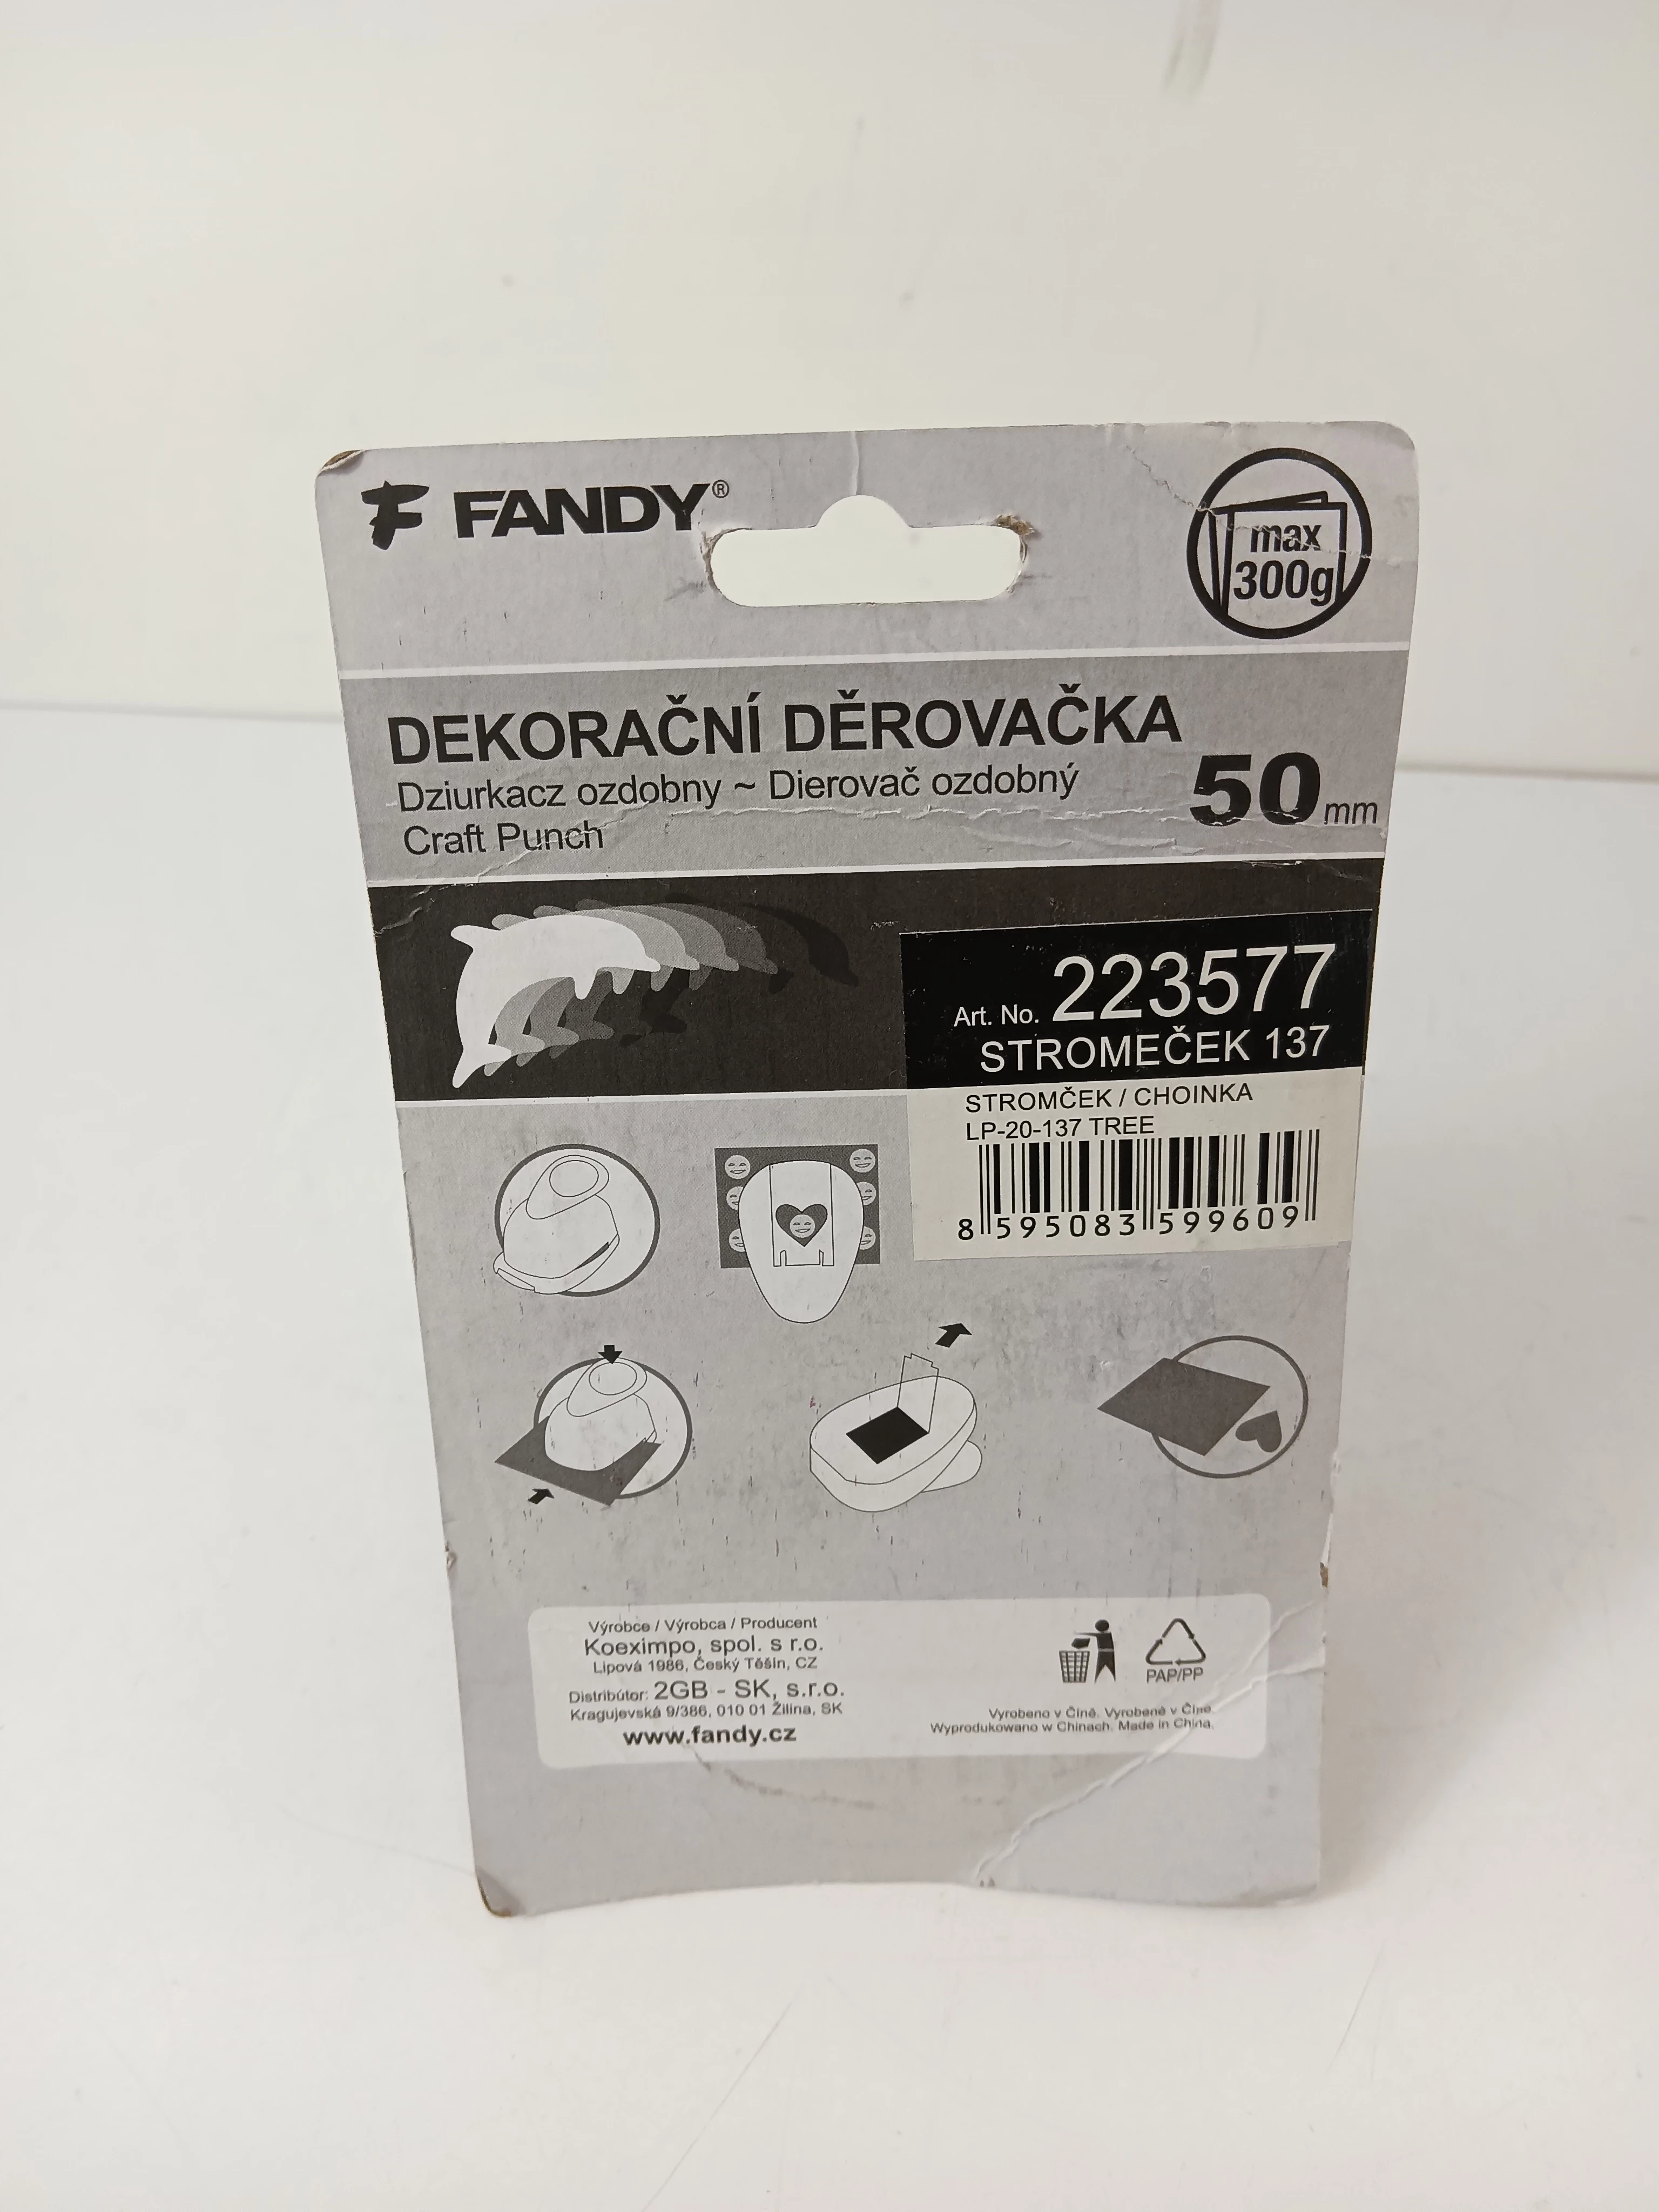 FANDY®
max
300g
DEKORAČNÍ DĚROVAČKA
Dziurkacz ozdobny ~ Dierovač ozdobný
Craft Punch
50 mm
Art. No. 223577
STROMEČEK 137
STROMČEK / CHOINKA
LP-20-137 TREE
8 595083 599609
Výrobce / Výrobca / Producent
Koeximpo, spol. s r.o.
Lipová 1986, Český Těšín, CZ
Distribútor: 2GB - SK, s.r.o.
Kragujevská 9/386, 010 01 Žilina, SK
www.fandy.cz
PAP/PP
Vyrobeno v Číně. Vyrobené v Číne.
Wyprodukowano w Chinach. Made in China.